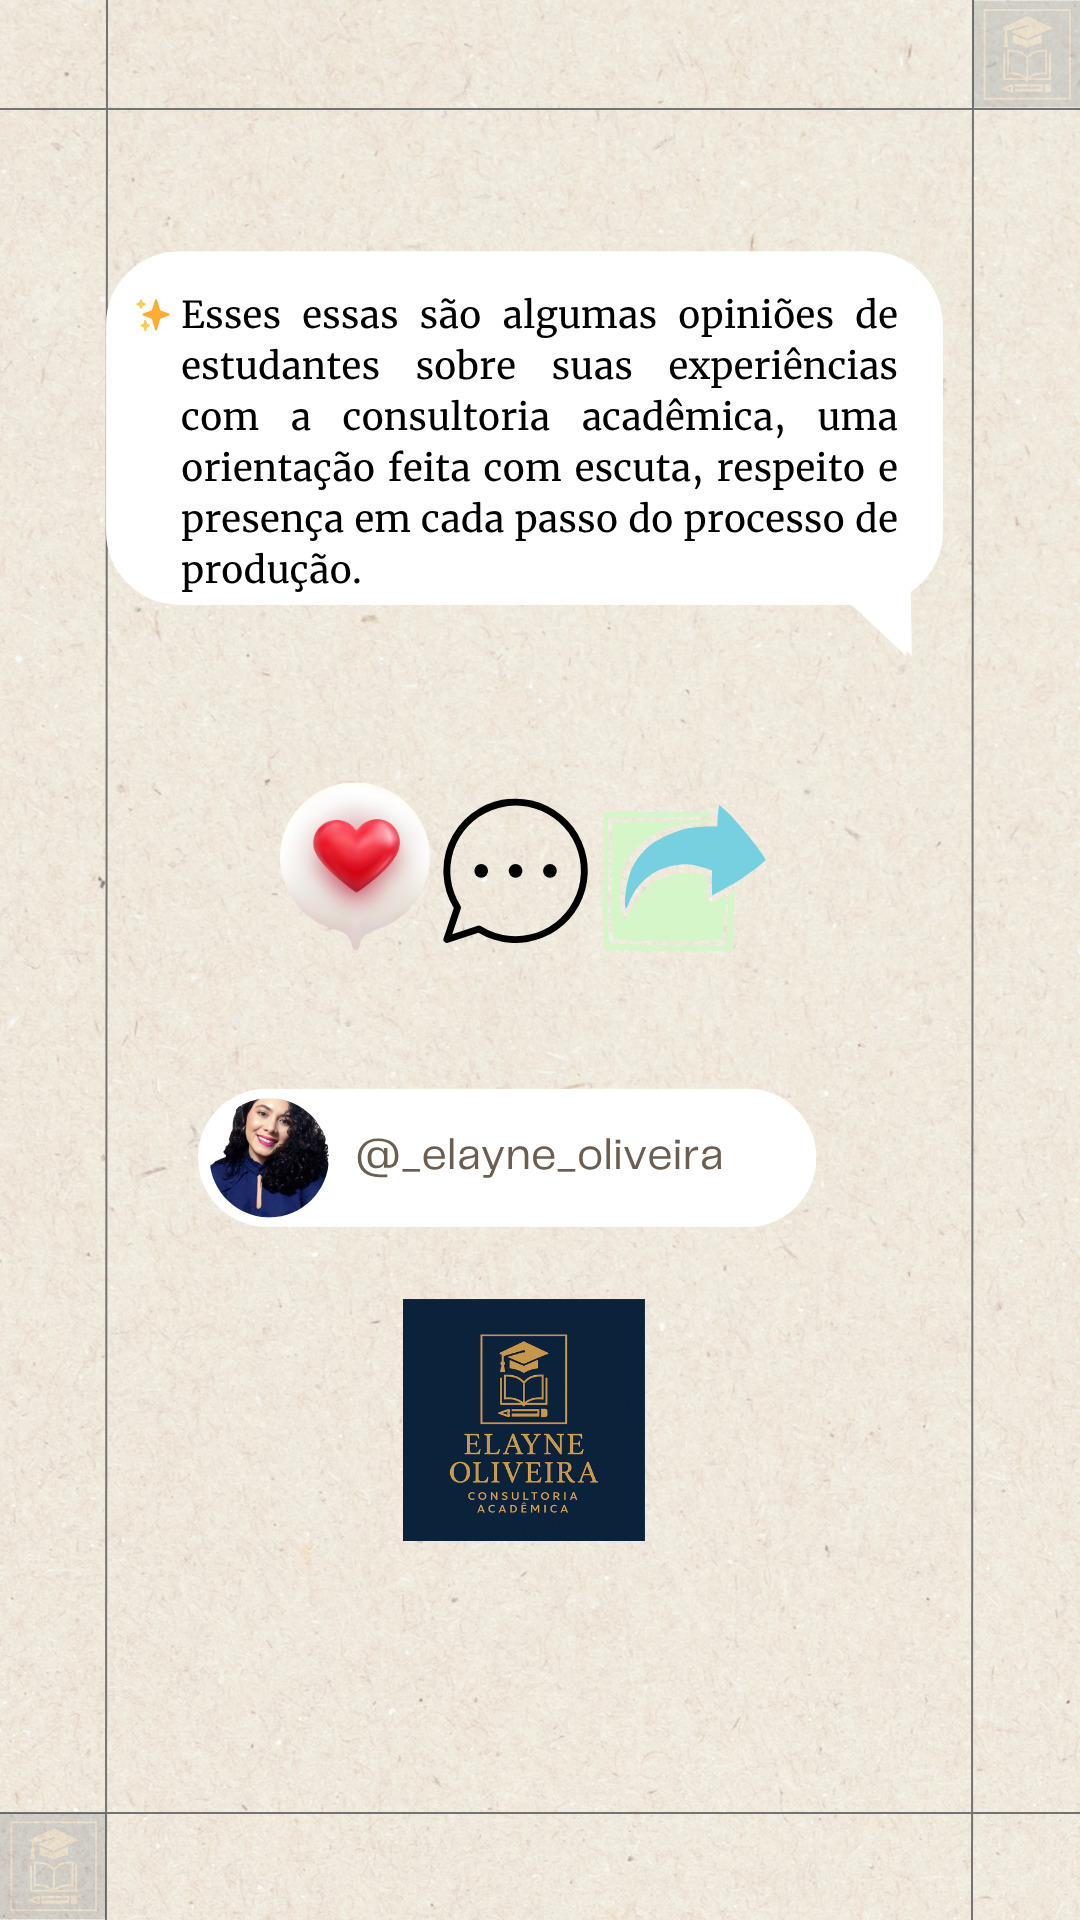 ✨ Esses essas são algumas opiniões de
estudantes sobre suas experiências
com a consultoria acadêmica, uma
orientação feita com escuta, respeito e
presença em cada passo do processo de
produção.
@_elayne_oliveira
ELAYNE
OLIVEIRA
CONSULTORIA
ACADÊMICA